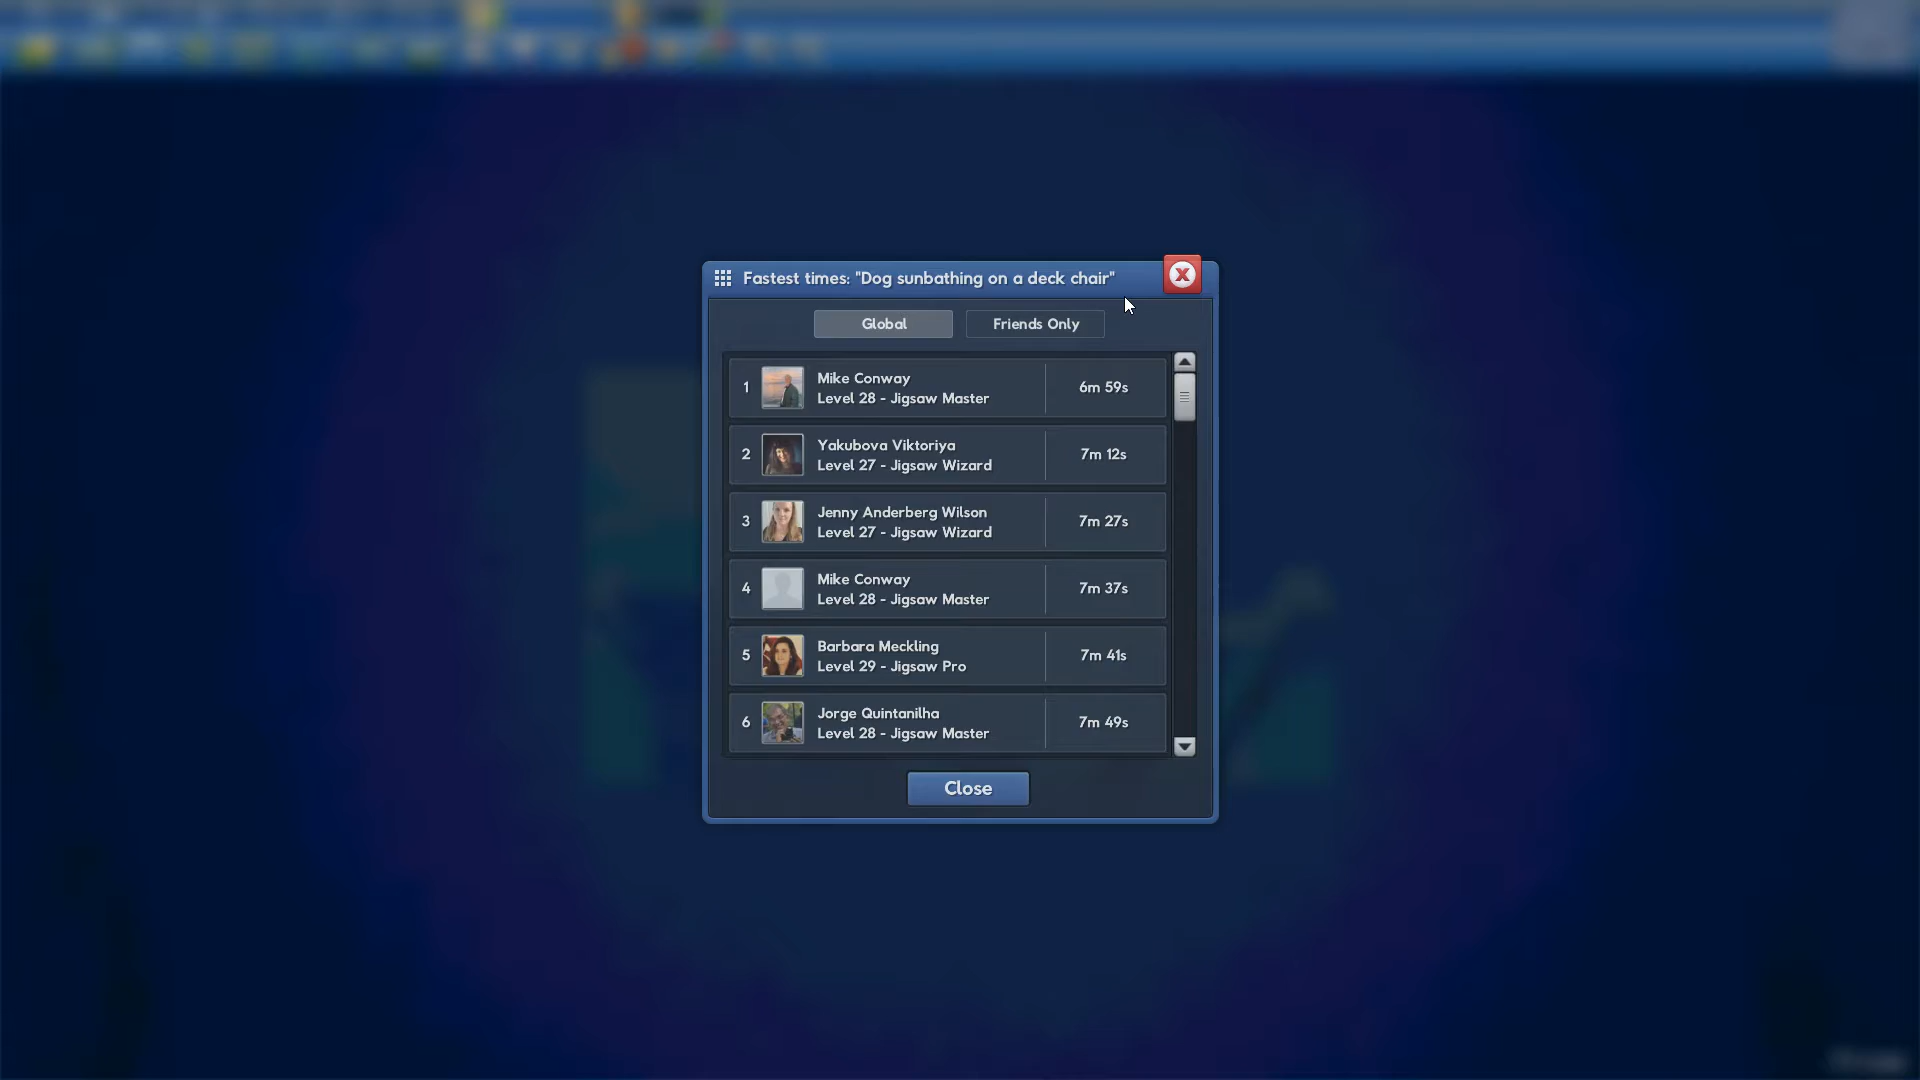 Fastest times: "Dog sunbathing on a deck chair"
Global
Friends Only
1
Mike Conway
Level 28 - Jigsaw Master
6m 59s
2
Yakubova Viktoriya
Level 27 - Jigsaw Wizard
7m 12s
3
Jenny Anderberg Wilson
Level 27 - Jigsaw Wizard
7m 27s
4
Mike Conway
Level 28 - Jigsaw Master
7m 37s
5
Barbara Meckling
Level 29 - Jigsaw Pro
7m 41s
6
Jorge Quintanilha
Level 28 - Jigsaw Master
7m 49s
Close